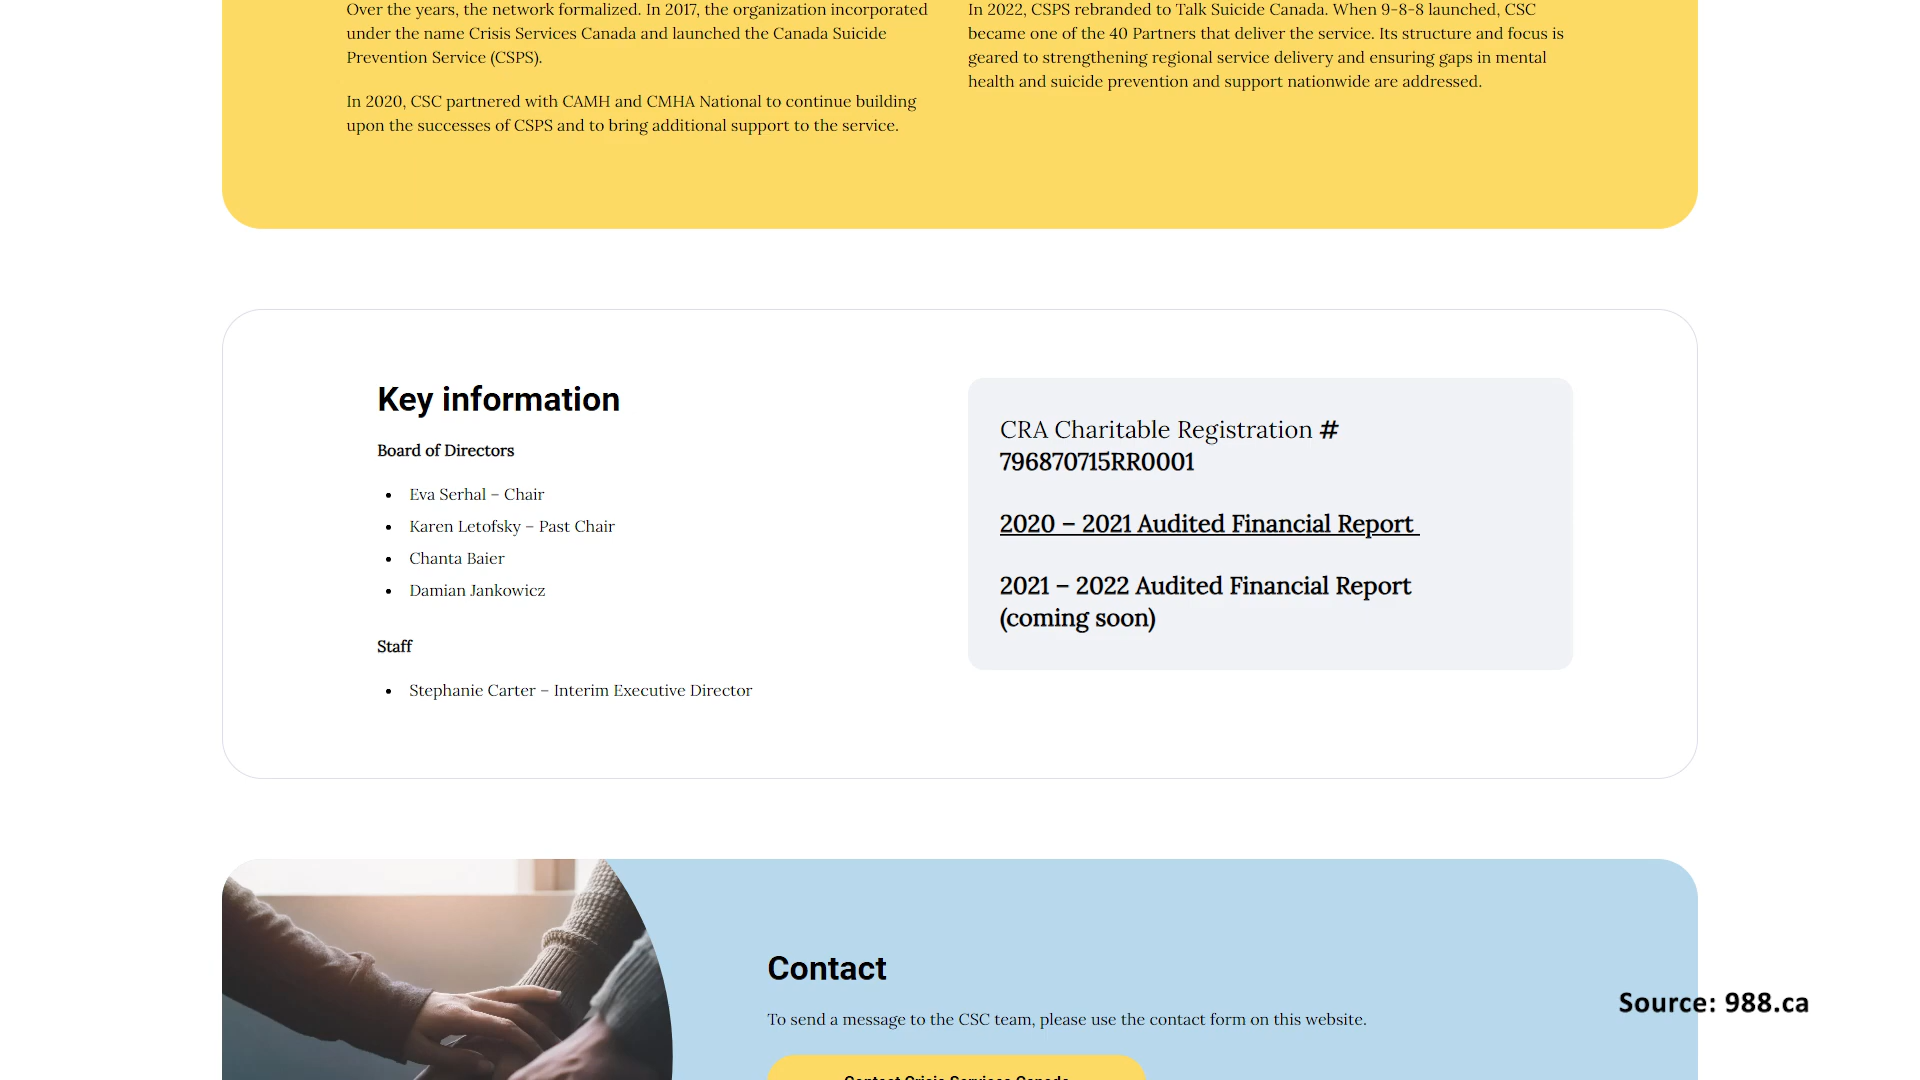 Over the years, the network formalized. In 2017, the organization incorporated
under the name Crisis Services Canada and launched the Canada Suicide
Prevention Service (CSPS).
In 2020, CSC partnered with CAMH and CMHA National to continue building
upon the successes of CSPS and to bring additional support to the service.
In 2022, CSPS rebranded to Talk Suicide Canada. When 9-8-8 launched, CSC
became one of the 40 Partners that deliver the service. Its structure and focus is
geared to strengthening regional service delivery and ensuring gaps in mental
health and suicide prevention and support nationwide are addressed.
Key information
Board of Directors
• Eva Serhal – Chair
• Karen Letofsky – Past Chair
• Chanta Baier
• Damian Jankowicz
Staff
• Stephanie Carter – Interim Executive Director
CRA Charitable Registration #
796870715RR0001
2020 – 2021 Audited Financial Report
2021 – 2022 Audited Financial Report
(coming soon)
Contact
To send a message to the CSC team, please use the contact form on this website.
Contact Crisis Services Canada
Source: 988.ca